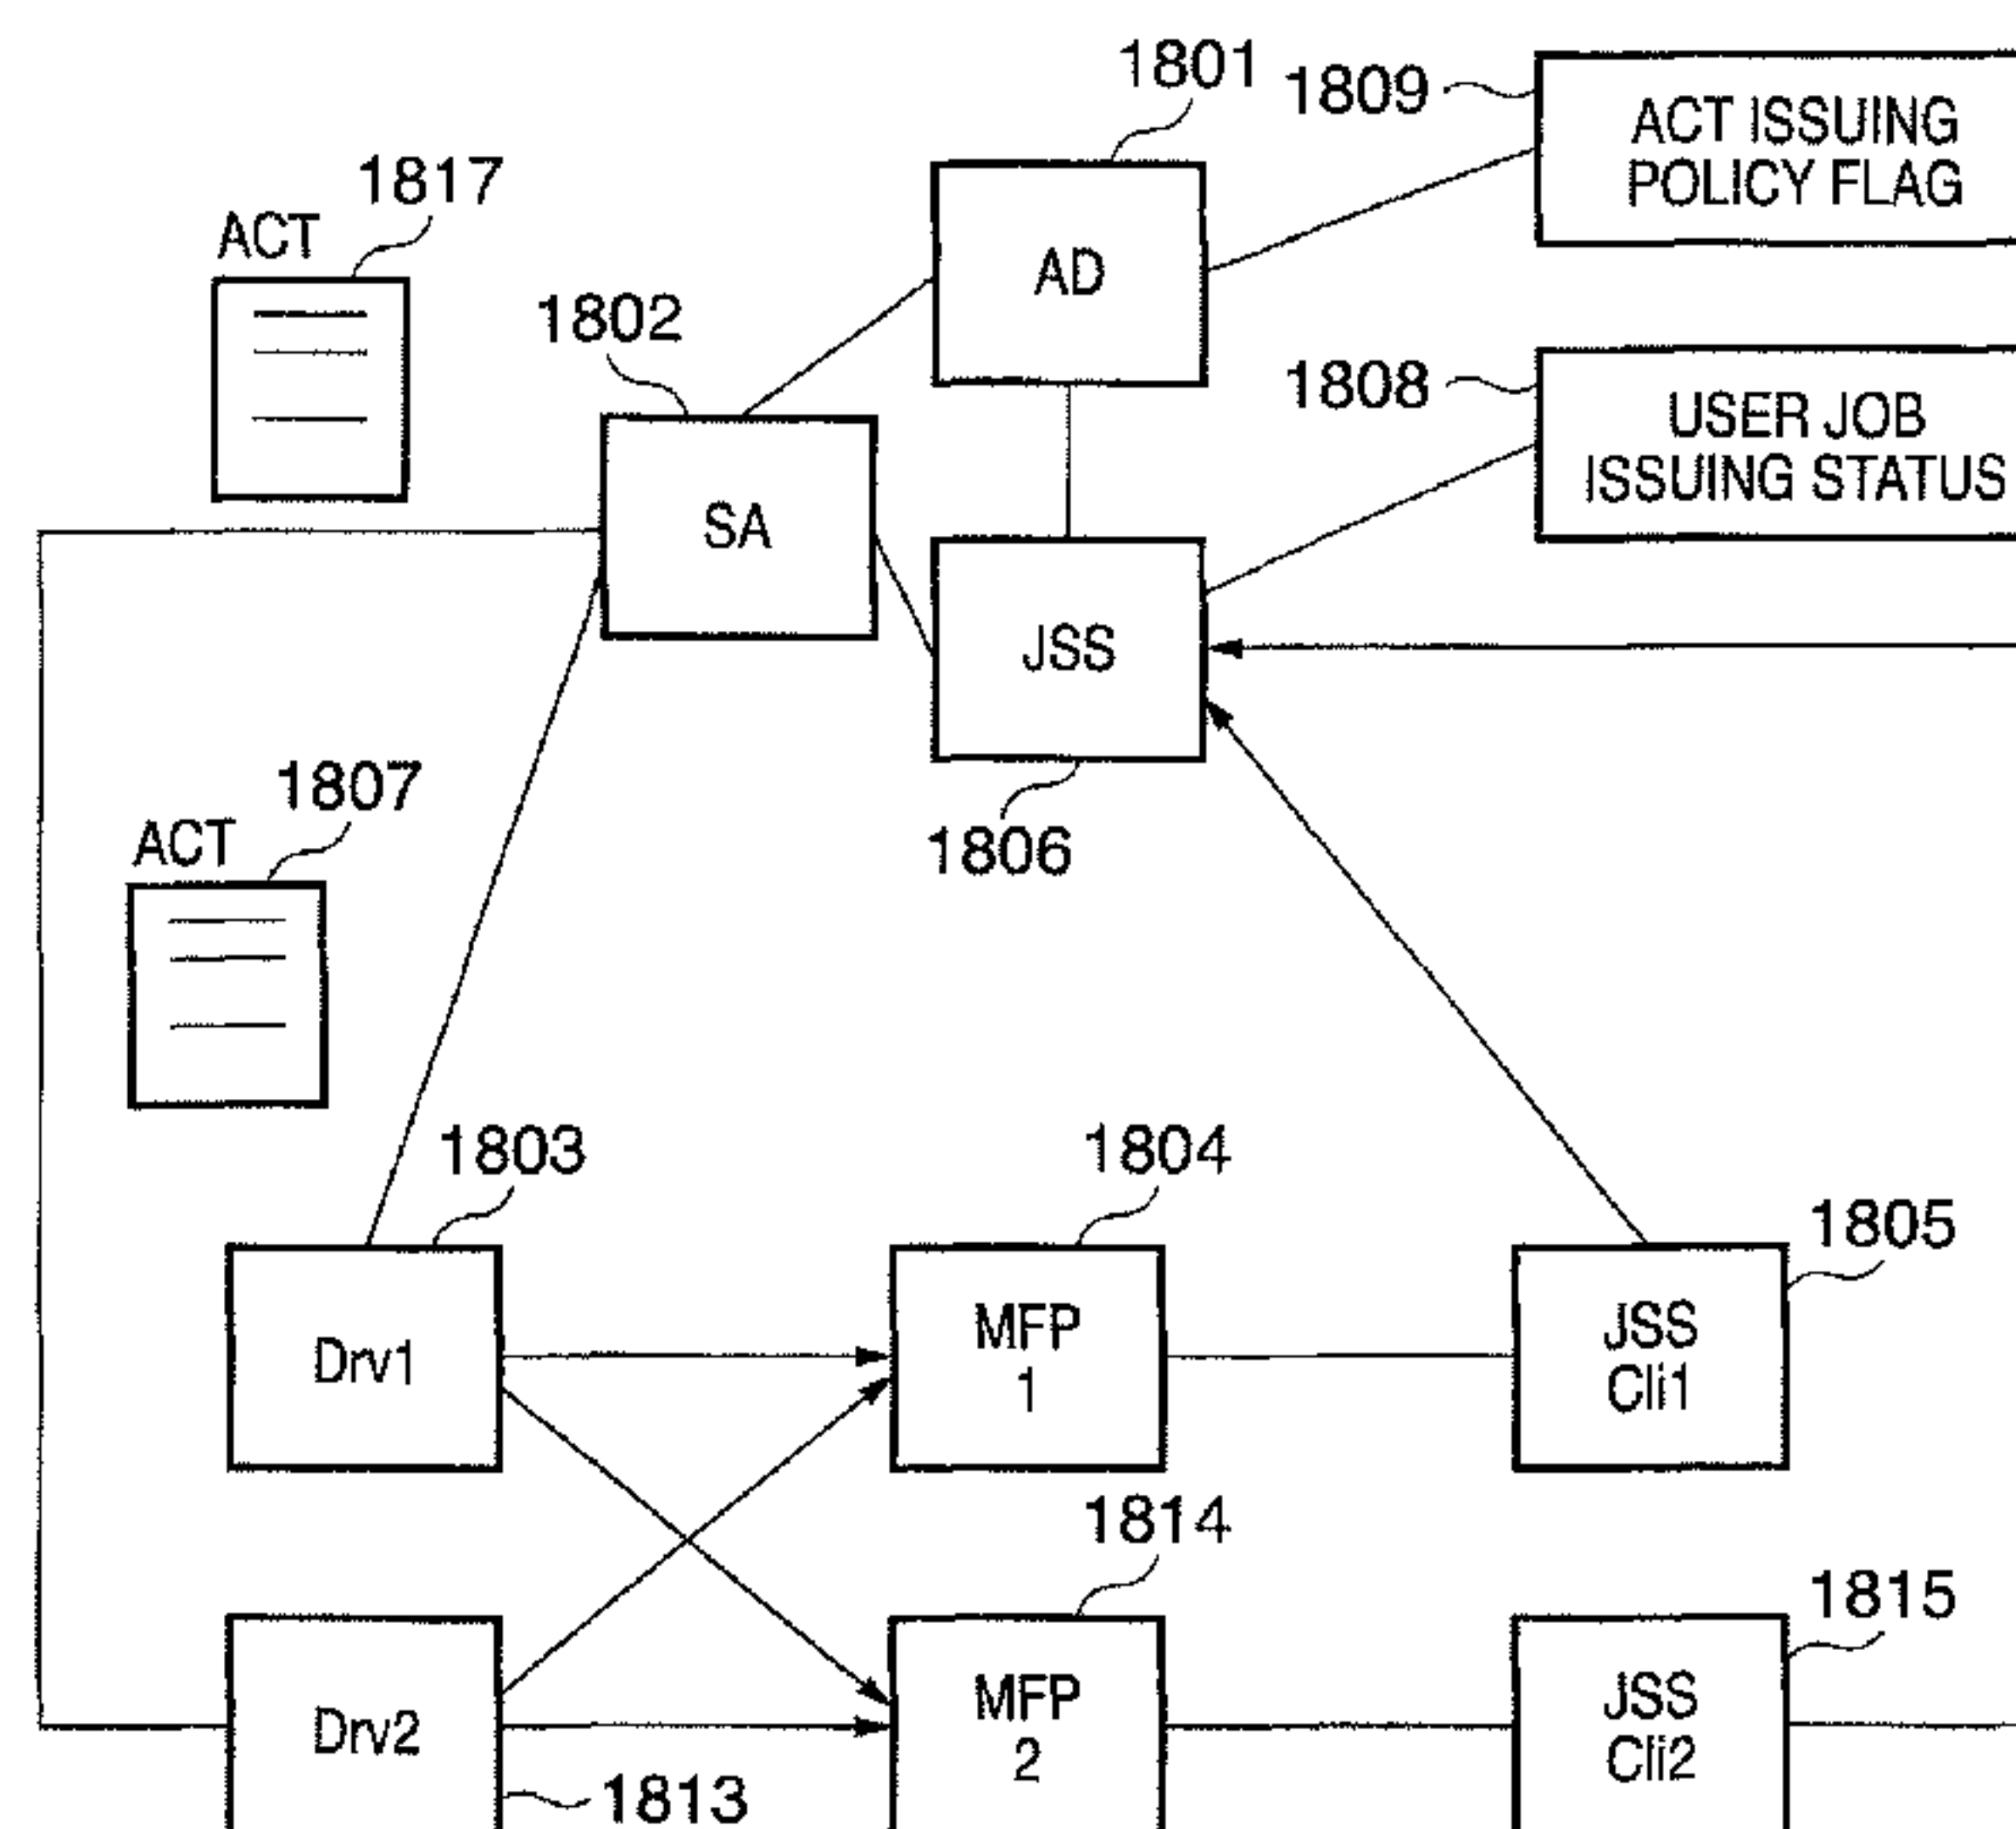 1801
1809
ACT ISSUING
POLICY FLAG
1817
ACT
AD
1802
1808
USER JOB
ISSUING STATUS
SA
JSS
1807
ACT
1806
1803
1804
1805
Drv1
MFP
1
JSS
Cli1
1814
1815
Drv2
MFP
2
JSS
Cli2
1813